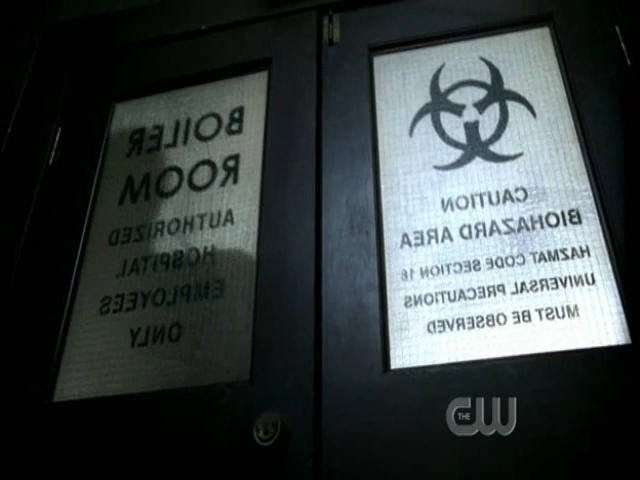 BOILER
ROOM
AUTHORIZED
HOSPITAL
EMPLOYEES
ONLY
CAUTION
BIOHAZARD AREA
HAZMAT CODE SECTION 16
UNIVERSAL PRECAUTIONS
MUST BE OBSERVED
THE CW